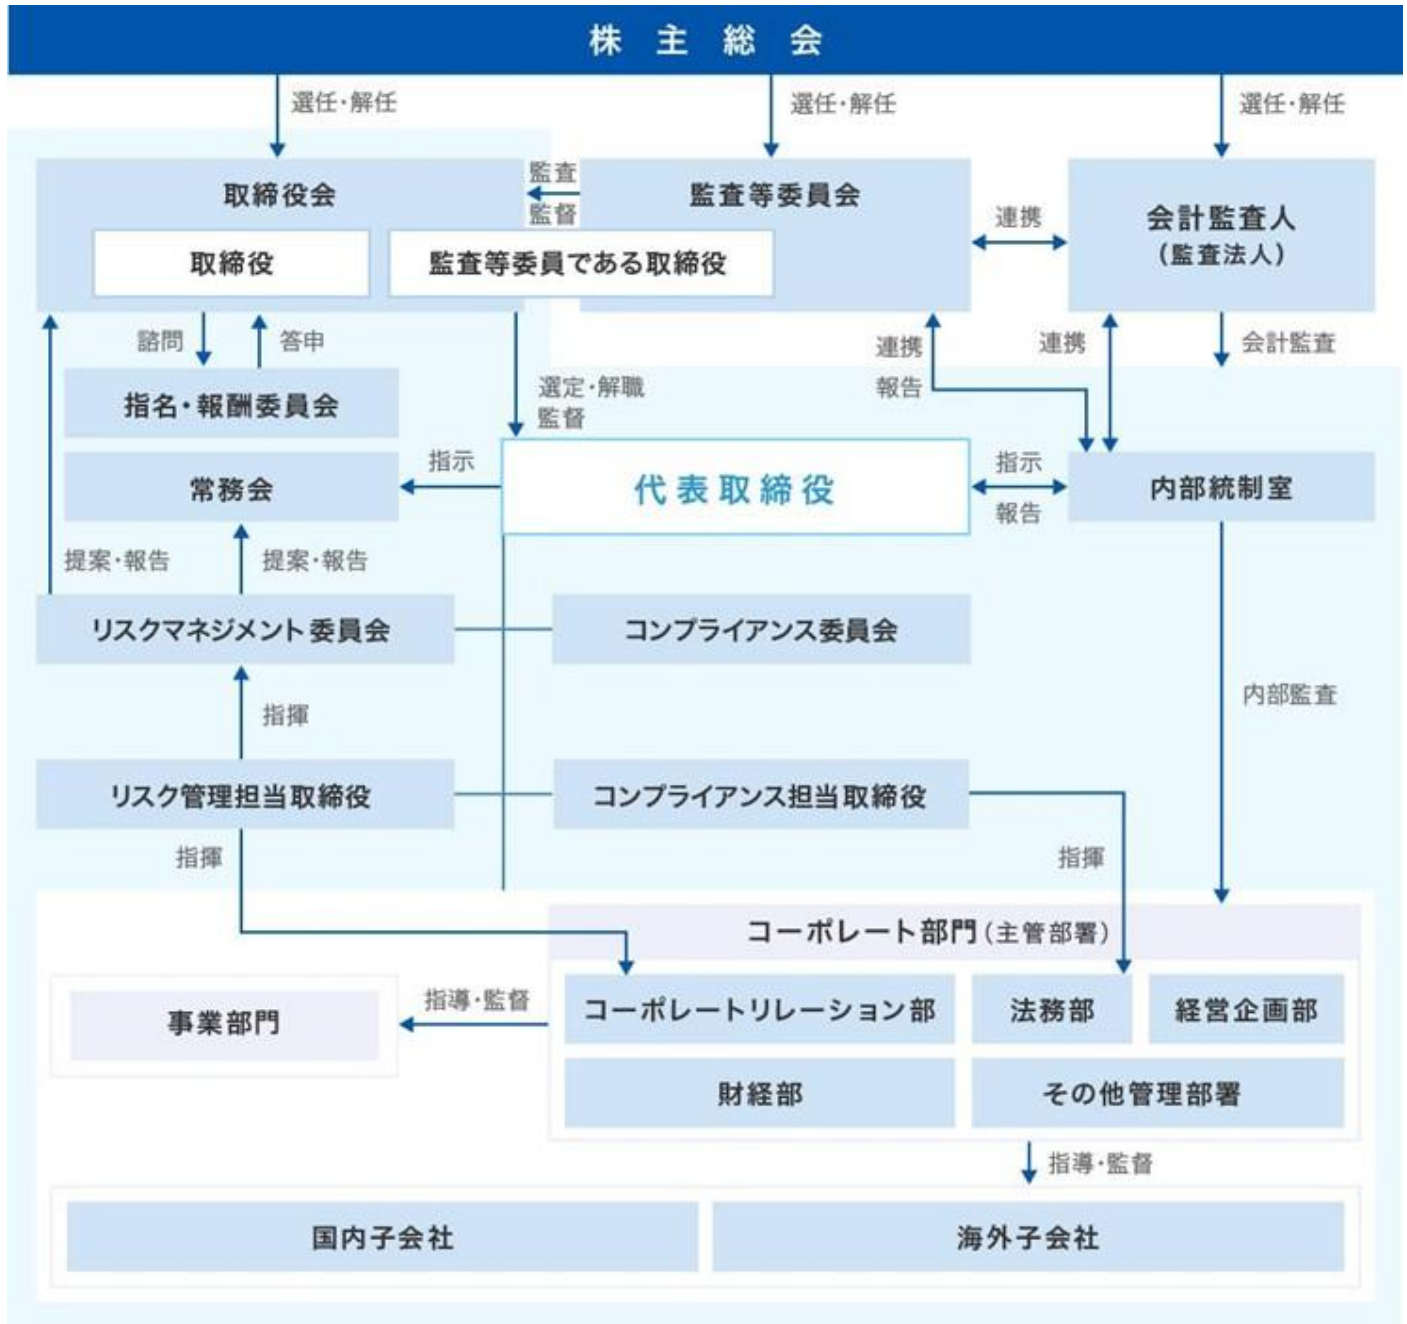 株主総会
選任・解任
選任・解任
選任・解任
取締役会
監査
監督
監査等委員会
連携
会計監査人
（監査法人）
取締役
監査等委員である取締役
諮問
答申
選定・解職
監督
連携
報告
連携
会計監査
指名・報酬委員会
常務会
指示
代表取締役
指示
報告
内部統制室
提案・報告
提案・報告
リスクマネジメント委員会
コンプライアンス委員会
指揮
内部監査
リスク管理担当取締役
コンプライアンス担当取締役
指揮
指揮
コーポレート部門（主管部署）
事業部門
指導・監督
コーポレートリレーション部
法務部
経営企画部
財経部
その他管理部署
指導・監督
国内子会社
海外子会社